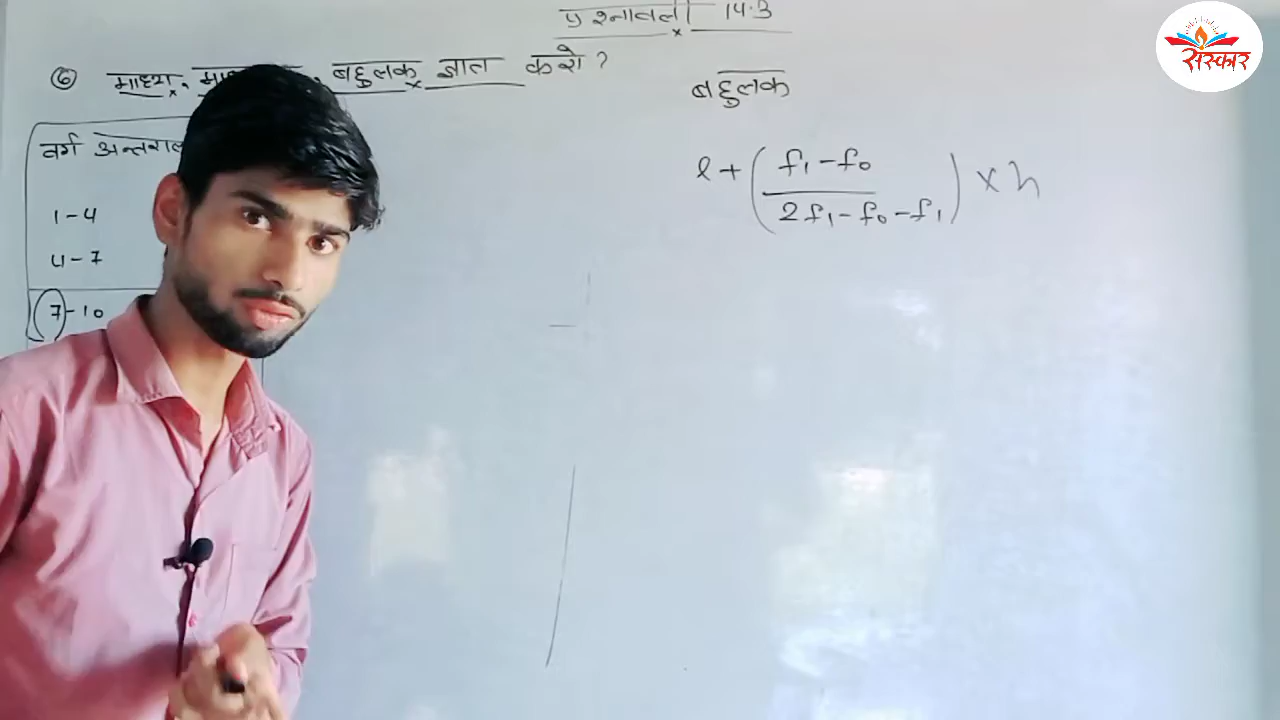 प्रश्नावली 14.3
⑥ माध्य, बहुलक ज्ञात करो ?
बहुलक
वर्ग अन्तराल
1-4
4-7
7-10
l + ( f₁ - f₀ / 2f₁ - f₀ - f₁ ) × h
संस्कार